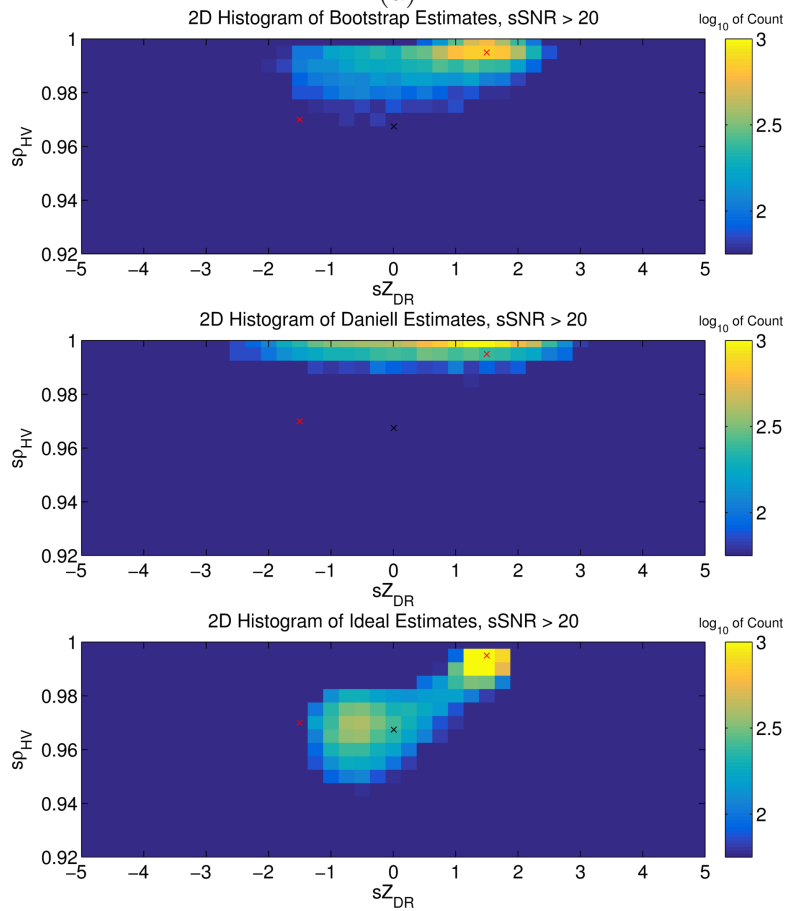 2D Histogram of Bootstrap Estimates, sSNR > 20
log10 of Count
1
0.98
0.96
0.94
0.92
sρHV
−5 −4 −3 −2 −1 0 1 2 3 4 5
sZDR
3
2.5
2
2D Histogram of Daniell Estimates, sSNR > 20
log10 of Count
1
0.98
0.96
0.94
0.92
sρHV
−5 −4 −3 −2 −1 0 1 2 3 4 5
sZDR
3
2.5
2
2D Histogram of Ideal Estimates, sSNR > 20
log10 of Count
1
0.98
0.96
0.94
0.92
sρHV
−5 −4 −3 −2 −1 0 1 2 3 4 5
sZDR
3
2.5
2